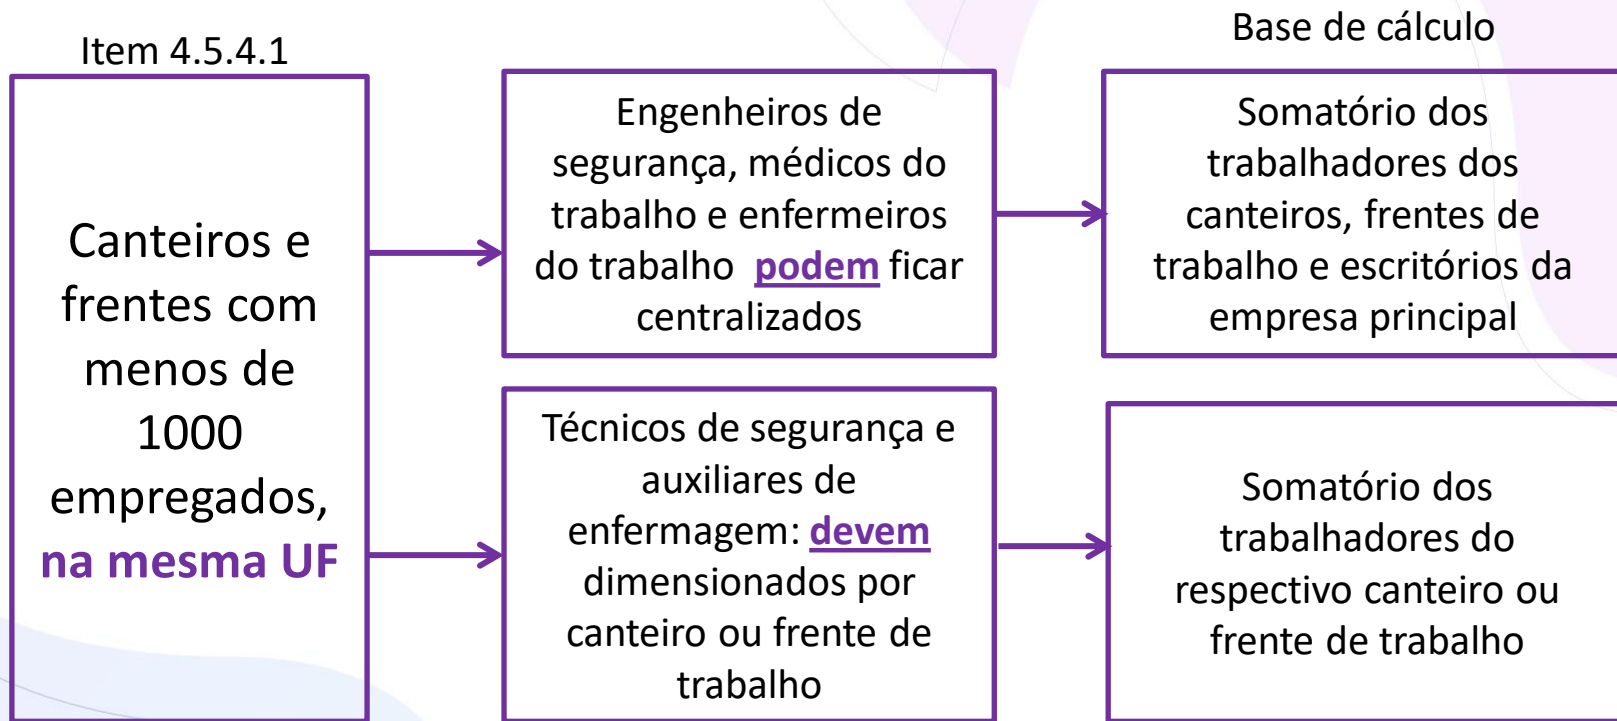 Item 4.5.4.1
Canteiros e
frentes com
menos de
1000
empregados,
na mesma UF
Engenheiros de
segurança, médicos do
trabalho e enfermeiros
do trabalho podem ficar
centralizados
Base de cálculo
Somatório dos
trabalhadores dos
canteiros, frentes de
trabalho e escritórios da
empresa principal
Técnicos de segurança e
auxiliares de
enfermagem: devem
dimensionados por
canteiro ou frente de
trabalho
Somatório dos
trabalhadores do
respectivo canteiro ou
frente de trabalho